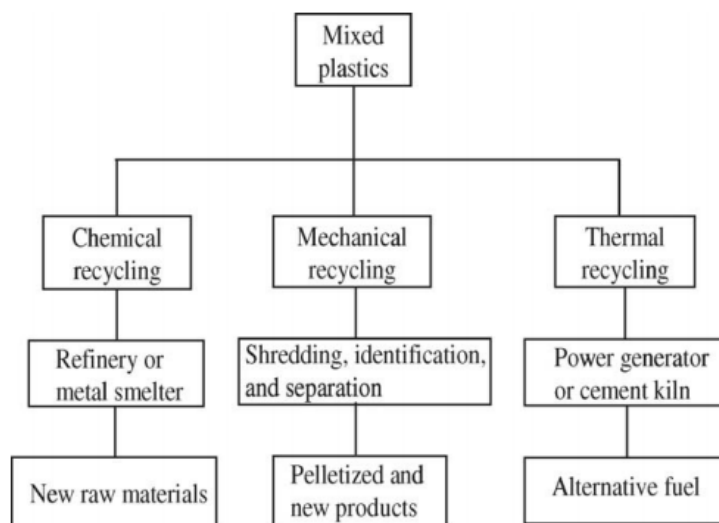 Mixed
plastics
Chemical
recycling
Mechanical
recycling
Thermal
recycling
Refinery or
metal smelter
Shredding, identification,
and separation
Power generator
or cement kiln
New raw materials
Pelletized and
new products
Alternative fuel